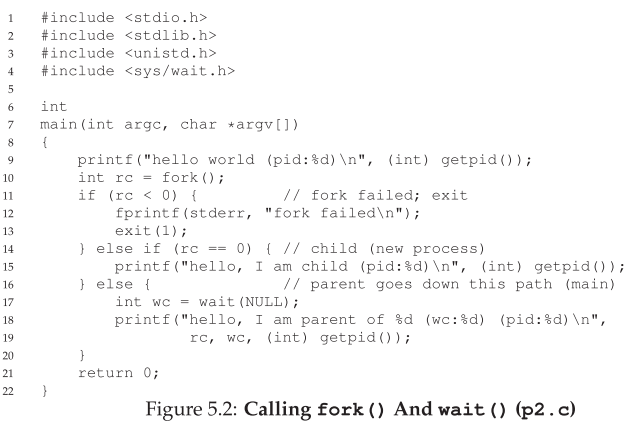 1 #include <stdio.h>
2 #include <stdlib.h>
3 #include <unistd.h>
4 #include <sys/wait.h>
5
6 int
7 main(int argc, char *argv[])
8 {
9     printf("hello world (pid:%d)\n", (int) getpid());
10     int rc = fork();
11     if (rc < 0) {         // fork failed; exit
12         fprintf(stderr, "fork failed\n");
13         exit(1);
14     } else if (rc == 0) { // child (new process)
15         printf("hello, I am child (pid:%d)\n", (int) getpid());
16     } else {              // parent goes down this path (main)
17         int wc = wait(NULL);
18         printf("hello, I am parent of %d (wc:%d) (pid:%d)\n",
19                 rc, wc, (int) getpid());
20     }
21     return 0;
22 }
Figure 5.2: Calling fork() And wait() (p2.c)